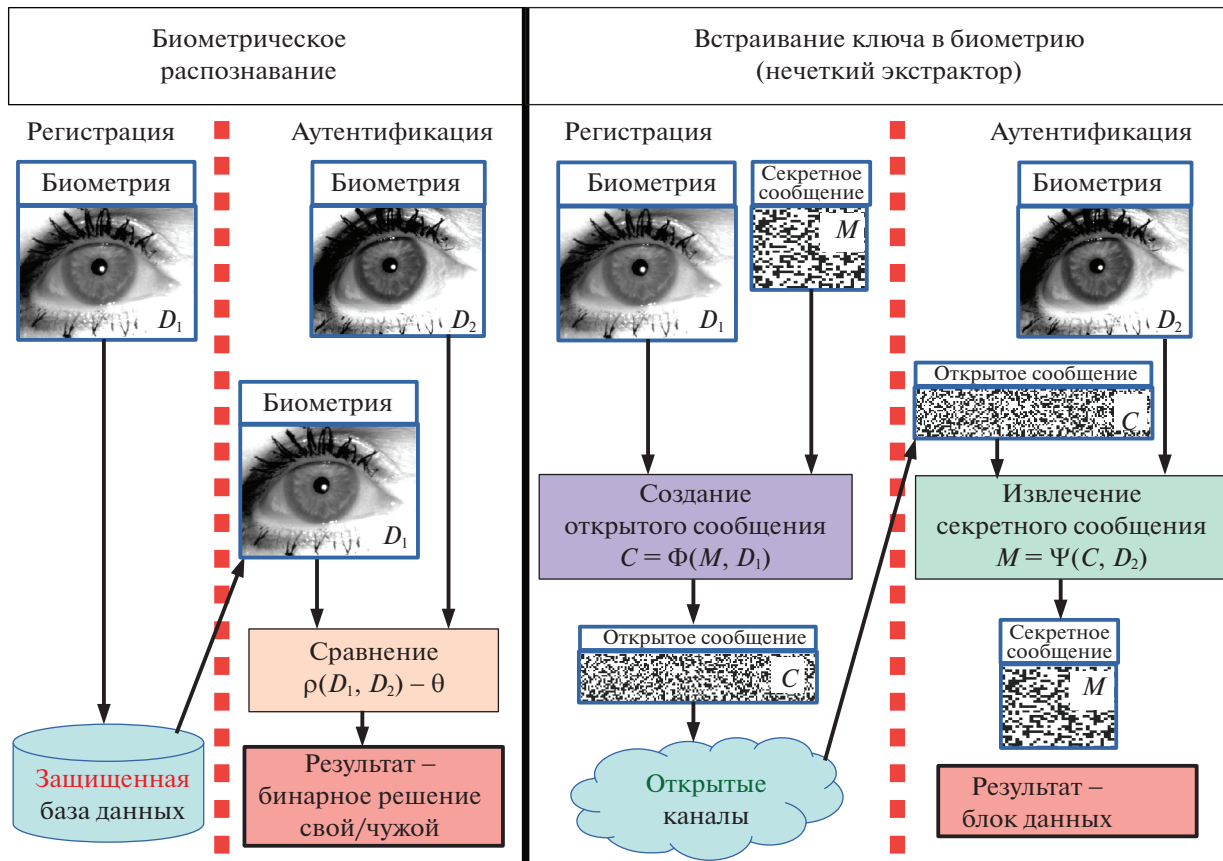 Биометрическое
распознавание
Регистрация
Аутентификация
Биометрия
D₁
Биометрия
D₂
Биометрия
D₁
Сравнение
ρ(D₁, D₂) – θ
Защищенная
база данных
Результат –
бинарное решение
свой/чужой
Встраивание ключа в биометрию
(нечеткий экстрактор)
Регистрация
Аутентификация
Биометрия
D₁
Секретное
сообщение
M
Биометрия
D₂
Открытое сообщение
C
Создание
открытого сообщения
C = Φ(M, D₁)
Извлечение
секретного сообщения
M = Ψ(C, D₂)
Открытое сообщение
C
Секретное
сообщение
M
Открытые
каналы
Результат –
блок данных